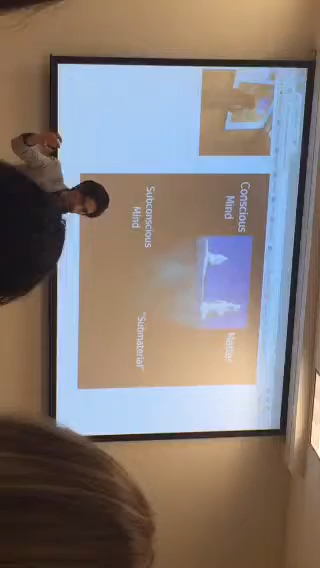 Conscious
Mind
Matter
Subconscious
Mind
"Submaterial"